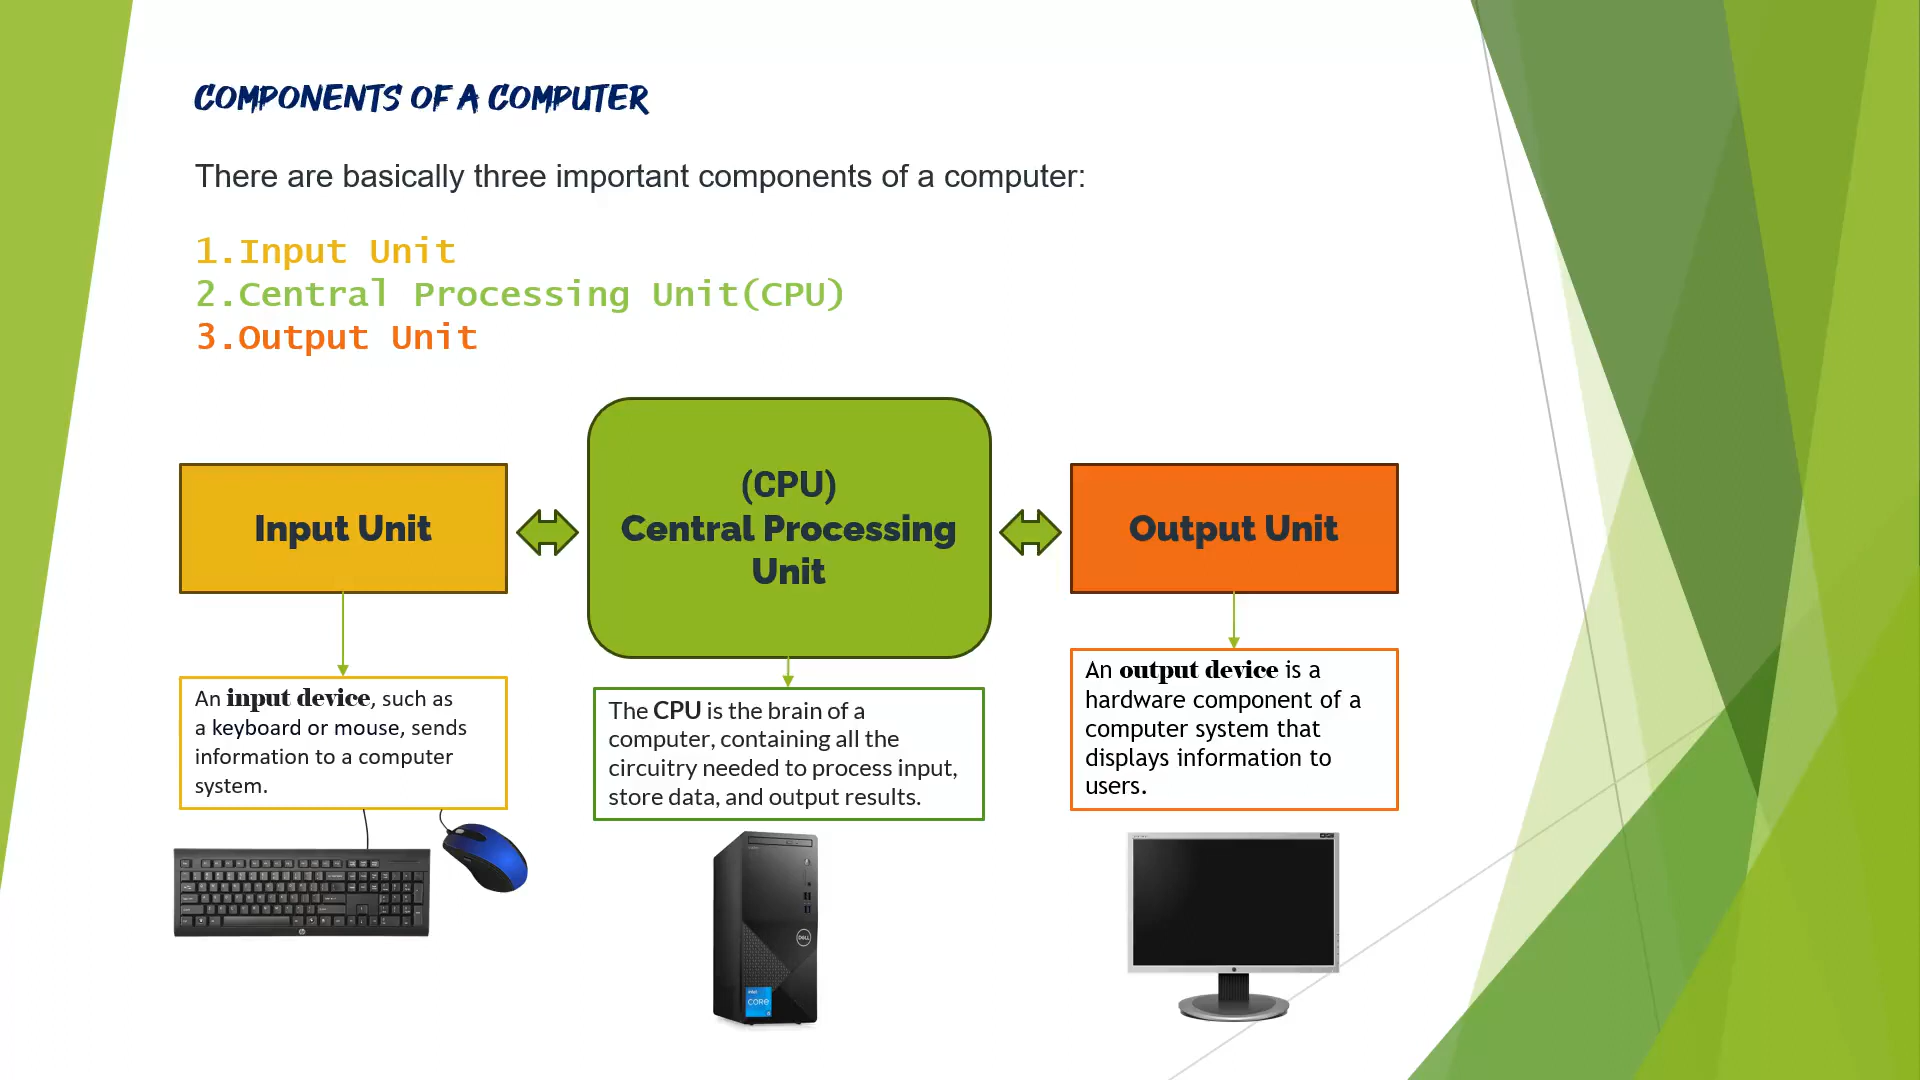 COMPONENTS OF A COMPUTER
There are basically three important components of a computer:
1.Input Unit
2.Central Processing Unit(CPU)
3.Output Unit
Input Unit
(CPU)
Central Processing
Unit
Output Unit
An input device, such as
a keyboard or mouse, sends
information to a computer
system.
The CPU is the brain of a
computer, containing all the
circuitry needed to process input,
store data, and output results.
An output device is a
hardware component of a
computer system that
displays information to
users.
DELL
intel
CORE